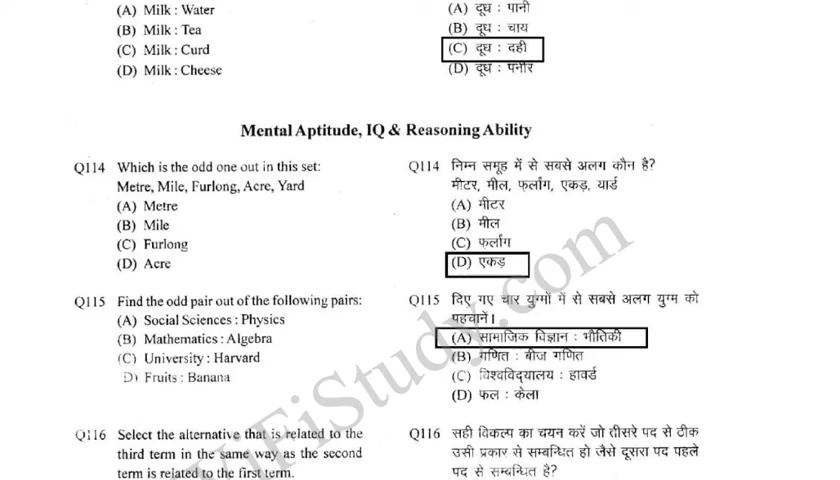 (A) Milk : Water
(B) Milk : Tea
(C) Milk : Curd
(D) Milk : Cheese
(A) दूध : पानी
(B) दूध : चाय
(C) दूध : दही
(D) दूध : पनीर
Mental Aptitude, IQ & Reasoning Ability
Q114 Which is the odd one out in this set:
Metre, Mile, Furlong, Acre, Yard
(A) Metre
(B) Mile
(C) Furlong
(D) Acre
Q114 निम्न समूह में से सबसे अलग कौन है?
मीटर, मील, फर्लांग, एकड़, यार्ड
(A) मीटर
(B) मील
(C) फर्लांग
(D) एकड़
Q115 Find the odd pair out of the following pairs:
(A) Social Sciences : Physics
(B) Mathematics : Algebra
(C) University : Harvard
D) Fruits : Banana
Q115 दिए गए चार युग्मों में से सबसे अलग युग्म को
पहचानें।
(A) सामाजिक विज्ञान : भौतिकी
(B) गणित : बीज गणित
(C) विश्वविद्यालय : हार्वर्ड
(D) फल : केला
Q116 Select the alternative that is related to the
third term in the same way as the second
term is related to the first term.
Q116 सही विकल्प का चयन करें जो तीसरे पद से ठीक
उसी प्रकार से सम्बन्धित हो जैसे दूसरा पद पहले
पद से सम्बन्धित है?
WiFiStudy.com